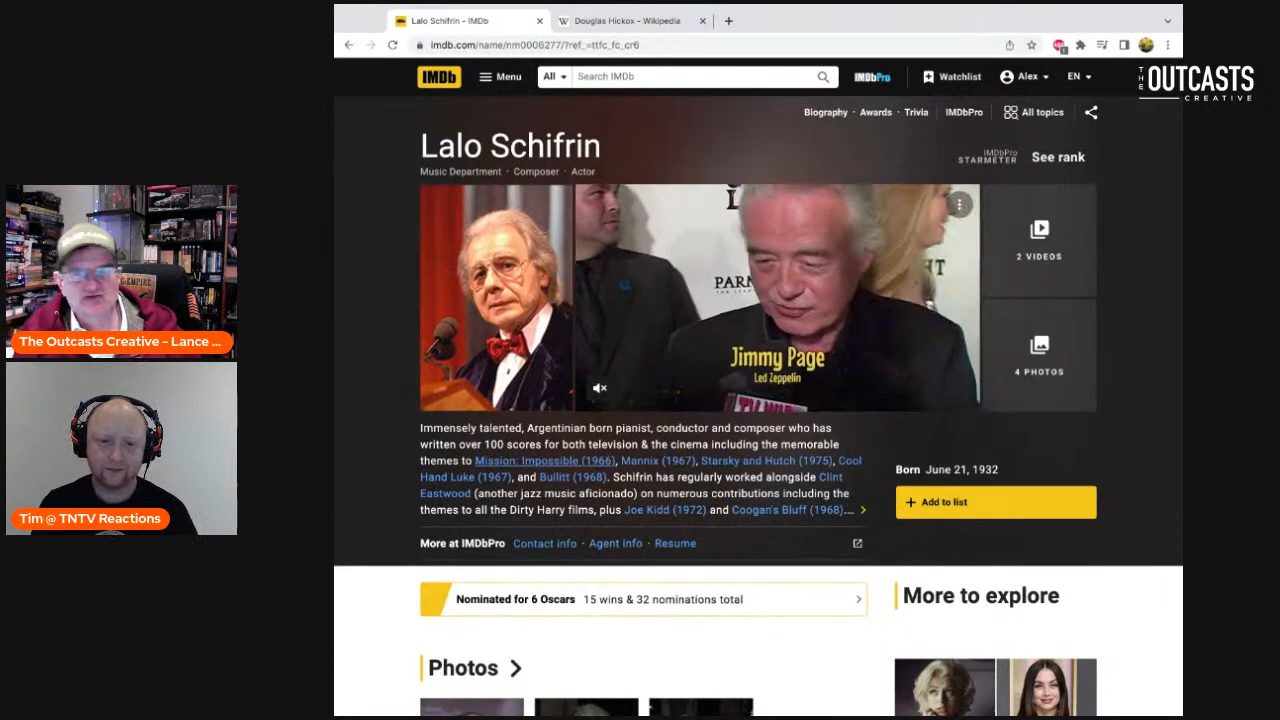 Lalo Schifrin - IMDb
Douglas Hickox - Wikipedia
imdb.com/name/nm0006277/?ref_=ttfc_fc_cr6
IMDb
Menu
All
Search IMDb
IMDbPro
Watchlist
Alex
EN
THE OUTCASTS
CREATIVE
Biography · Awards · Trivia
IMDbPro
All topics
Lalo Schifrin
Music Department · Composer · Actor
IMDbPro
STARMETER
See rank
2 VIDEOS
4 PHOTOS
Jimmy Page
Led Zeppelin
The Outcasts Creative - Lance ...
Tim @ TNTV Reactions
Immensely talented, Argentinian born pianist, conductor and composer who has
written over 100 scores for both television & the cinema including the memorable
themes to Mission: Impossible (1966), Mannix (1967), Starsky and Hutch (1975), Cool
Hand Luke (1967), and Bullitt (1968). Schifrin has regularly worked alongside Clint
Eastwood (another jazz music aficionado) on numerous contributions including the
themes to all the Dirty Harry films, plus Joe Kidd (1972) and Coogan's Bluff (1968)....
Born June 21, 1932
Add to list
More at IMDbPro
Contact info · Agent info · Resume
Nominated for 6 Oscars 15 wins & 32 nominations total
More to explore
Photos